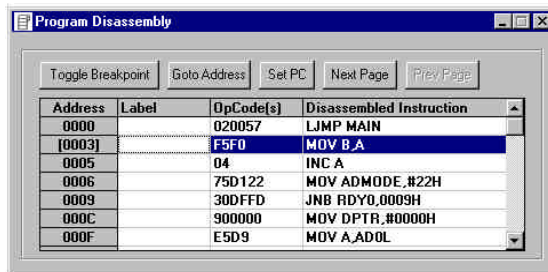 Program Disassembly
Toggle Breakpoint Goto Address Set PC Next Page Prev Page
Address Label OpCode(s) Disassembled Instruction
0000 020057 LJMP MAIN
[0003] F5F0 MOV B,A
0005 04 INC A
0006 75D122 MOV ADMODE,#22H
0009 30DFFD JNB RDY0,0009H
000C 900000 MOV DPTR,#0000H
000F E5D9 MOV A,AD0L